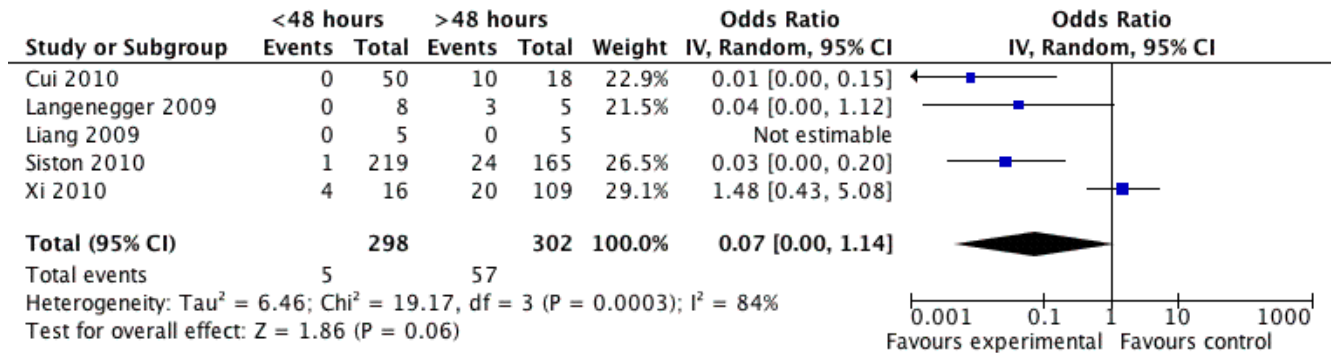 <48 hours >48 hours Odds Ratio Odds Ratio
Study or Subgroup Events Total Events Total Weight IV, Random, 95% CI IV, Random, 95% CI
Cui 2010 0 50 10 18 22.9% 0.01 [0.00, 0.15]
Langenegger 2009 0 8 3 5 21.5% 0.04 [0.00, 1.12]
Liang 2009 0 5 0 5 Not estimable
Siston 2010 1 219 24 165 26.5% 0.03 [0.00, 0.20]
Xi 2010 4 16 20 109 29.1% 1.48 [0.43, 5.08]
Total (95% CI) 298 302 100.0% 0.07 [0.00, 1.14]
Total events 5 57
Heterogeneity: Tau² = 6.46; Chi² = 19.17, df = 3 (P = 0.0003); I² = 84%
Test for overall effect: Z = 1.86 (P = 0.06)
0.001 0.1 1 10 1000
Favours experimental Favours control